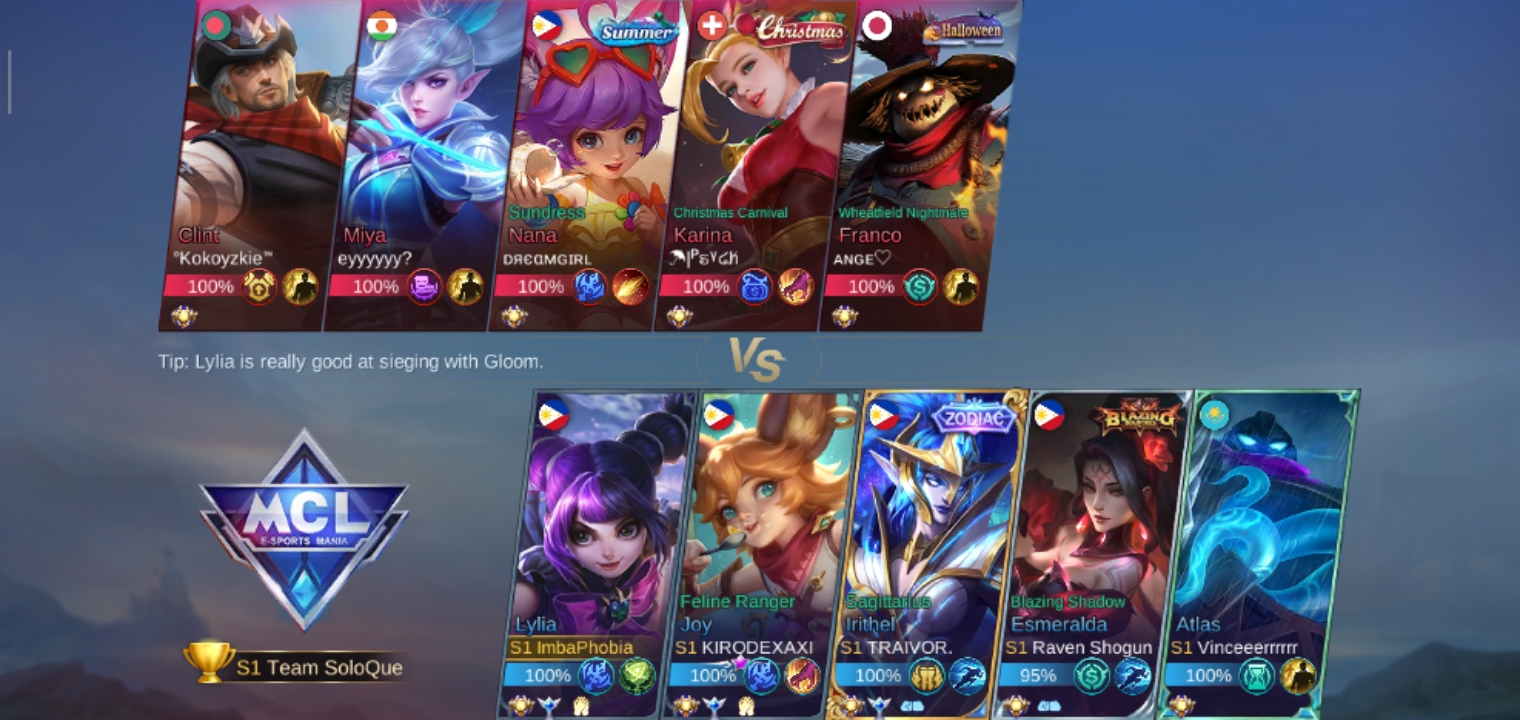 Summer
Christmas
Halloween
Clint
°Kokoyzkie™
100%
Miya
eyyyyyy?
100%
Sundress
Nana
DЯЄαMGIRL
100%
Christmas Carnival
Karina
100%
Wheatfield Nightmare
Franco
ANGE♡
100%
Tip: Lylia is really good at sieging with Gloom.
VS
MCL
E-SPORTS MANIA
S1 Team SoloQue
ZODIAC
BLAZING
Lylia
S1 ImbaPhobia
100%
Feline Ranger
Joy
S1 KIRODEXAXI
100%
Sagittarius
Irithel
S1 TRAIVOR.
100%
Blazing Shadow
Esmeralda
S1 Raven Shogun
95%
Atlas
S1 Vinceeerrrrrr
100%